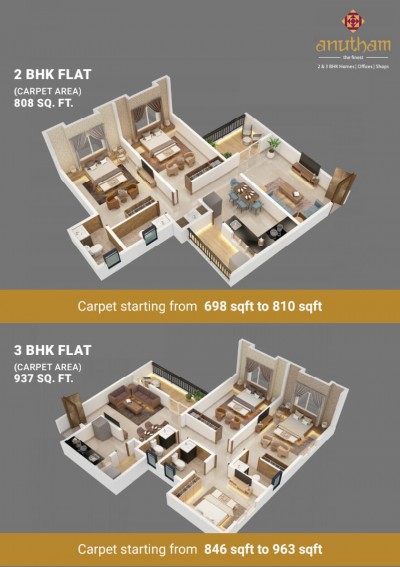 anutham
the finest
2 & 3 BHK Homes | Offices | Shops
2 BHK FLAT
(CARPET AREA)
808 SQ. FT.
Carpet starting from 698 sqft to 810 sqft
3 BHK FLAT
(CARPET AREA)
937 SQ. FT.
Carpet starting from 846 sqft to 963 sqft